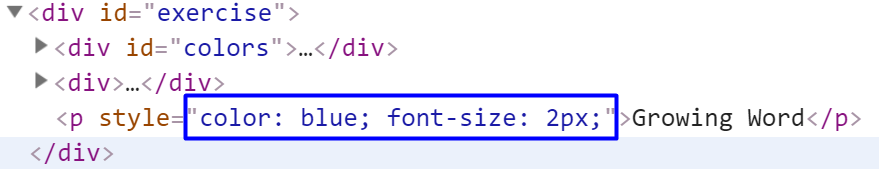 ▼<div id="exercise">
▶<div id="colors">…</div>
▶<div>…</div>
<p style="color: blue; font-size: 2px;">Growing Word</p>
</div>